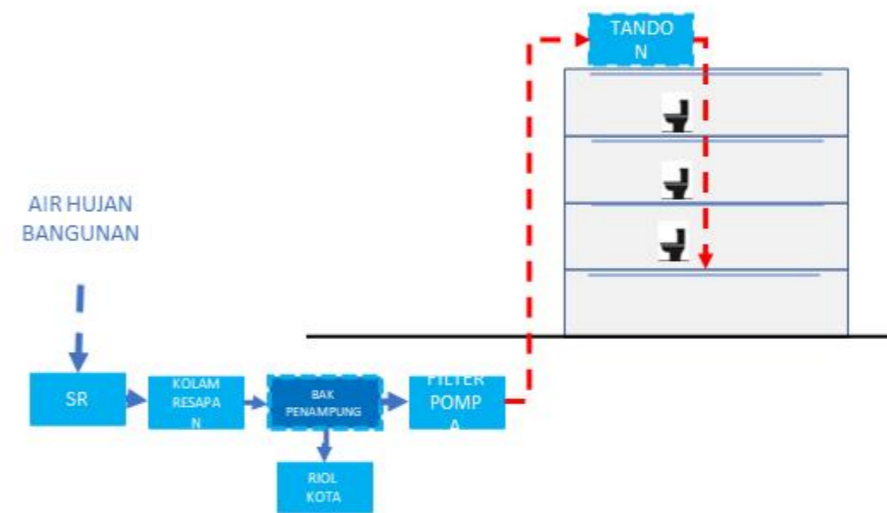 TANDO
N
AIR HUJAN
BANGUNAN
SR
KOLAM
RESAPA
N
BAK
PENAMPUNG
FILTER
POMP
A
RIOL
KOTA